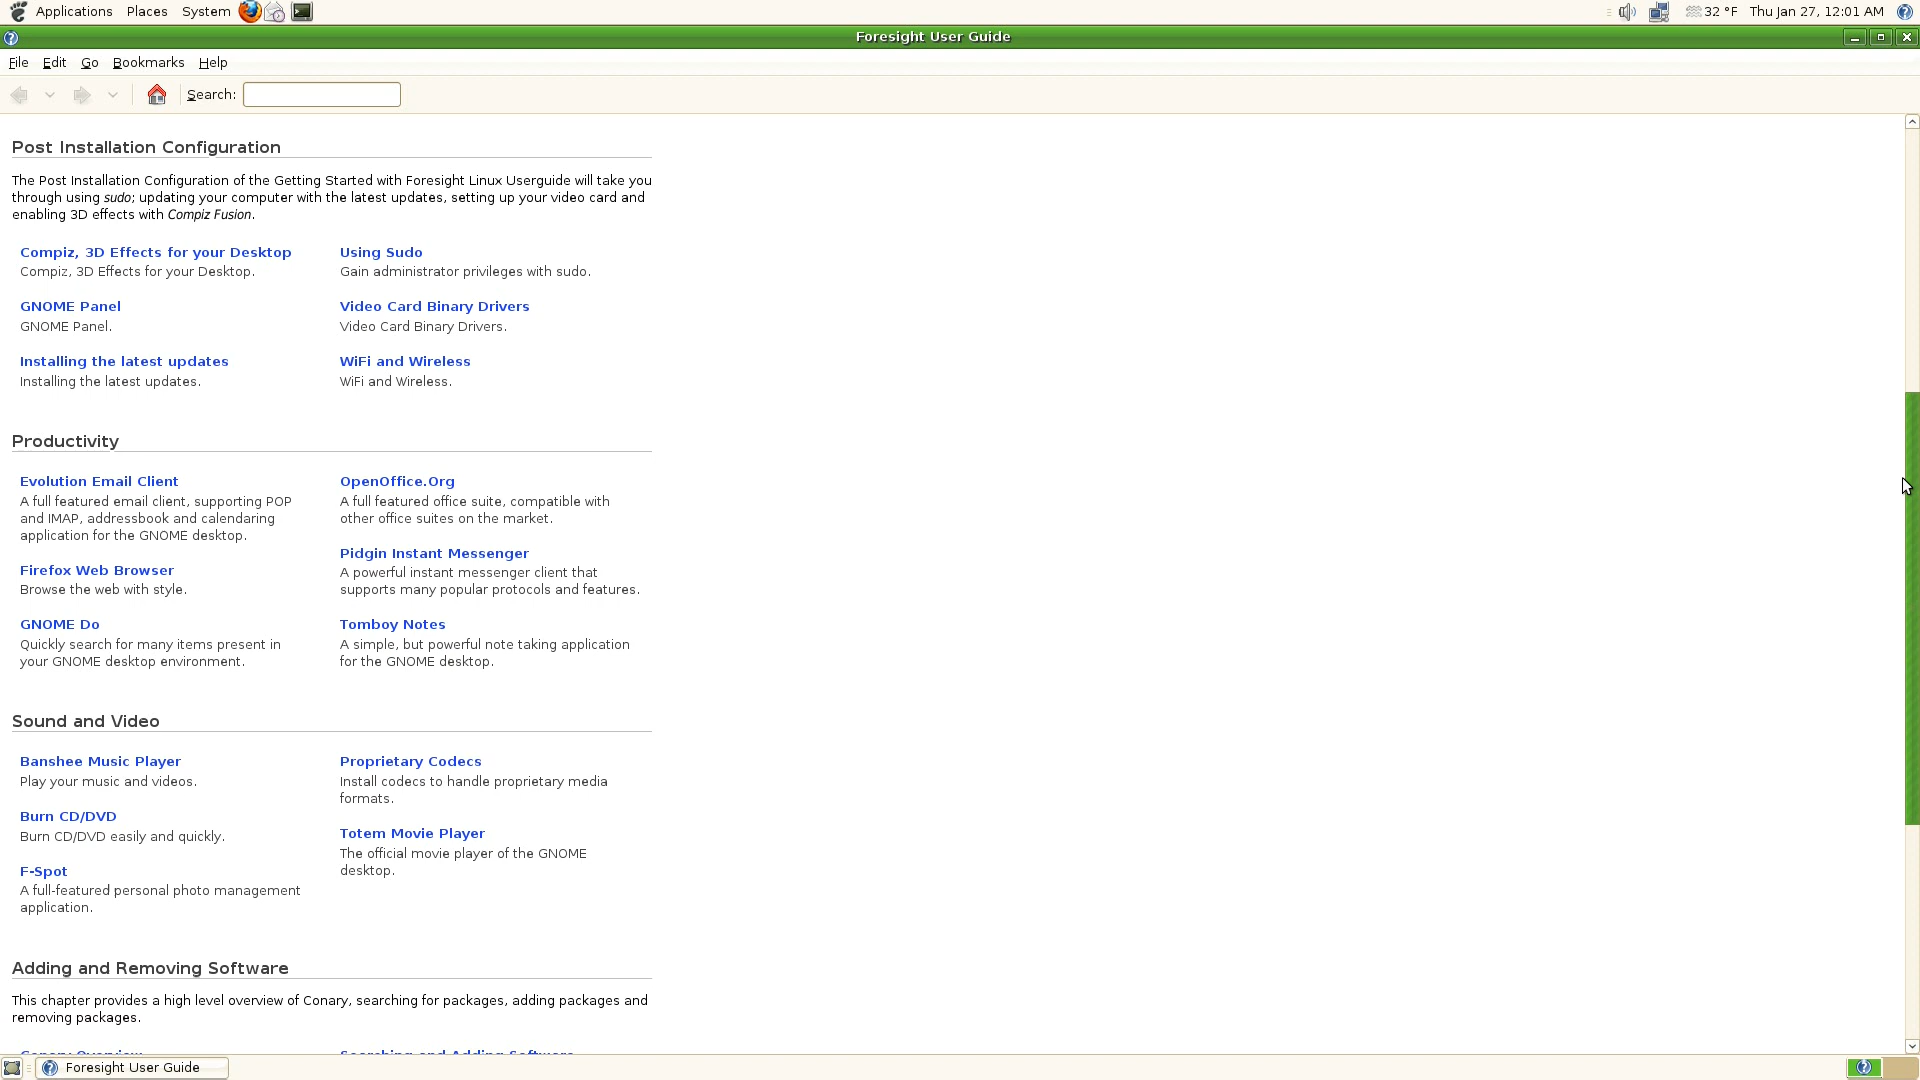 Applications Places System
32 °F Thu Jan 27, 12:01 AM
Foresight User Guide
File Edit Go Bookmarks Help
Search:
Post Installation Configuration
The Post Installation Configuration of the Getting Started with Foresight Linux Userguide will take you
through using sudo; updating your computer with the latest updates, setting up your video card and
enabling 3D effects with Compiz Fusion.
Compiz, 3D Effects for your Desktop
Compiz, 3D Effects for your Desktop.
GNOME Panel
GNOME Panel.
Installing the latest updates
Installing the latest updates.
Using Sudo
Gain administrator privileges with sudo.
Video Card Binary Drivers
Video Card Binary Drivers.
WiFi and Wireless
WiFi and Wireless.
Productivity
Evolution Email Client
A full featured email client, supporting POP
and IMAP, addressbook and calendaring
application for the GNOME desktop.
Firefox Web Browser
Browse the web with style.
GNOME Do
Quickly search for many items present in
your GNOME desktop environment.
OpenOffice.Org
A full featured office suite, compatible with
other office suites on the market.
Pidgin Instant Messenger
A powerful instant messenger client that
supports many popular protocols and features.
Tomboy Notes
A simple, but powerful note taking application
for the GNOME desktop.
Sound and Video
Banshee Music Player
Play your music and videos.
Burn CD/DVD
Burn CD/DVD easily and quickly.
F-Spot
A full-featured personal photo management
application.
Proprietary Codecs
Install codecs to handle proprietary media
formats.
Totem Movie Player
The official movie player of the GNOME
desktop.
Adding and Removing Software
This chapter provides a high level overview of Conary, searching for packages, adding packages and
removing packages.
Conary Overview
Searching and Adding Software
Foresight User Guide